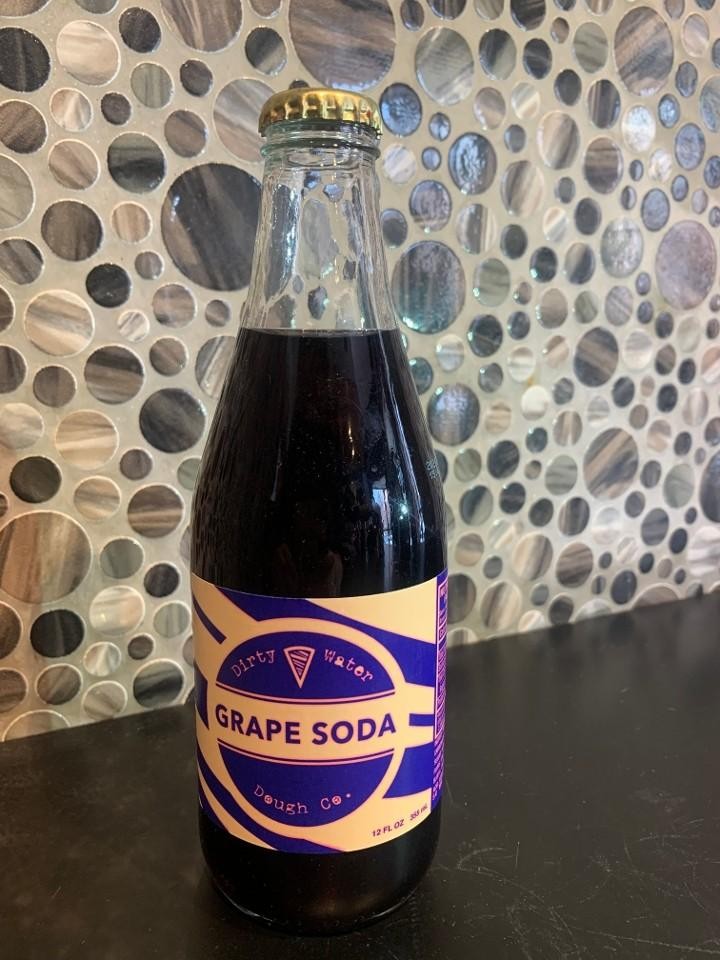 Dirty Water
GRAPE SODA
Dough Co.
12 FL OZ 355 mL